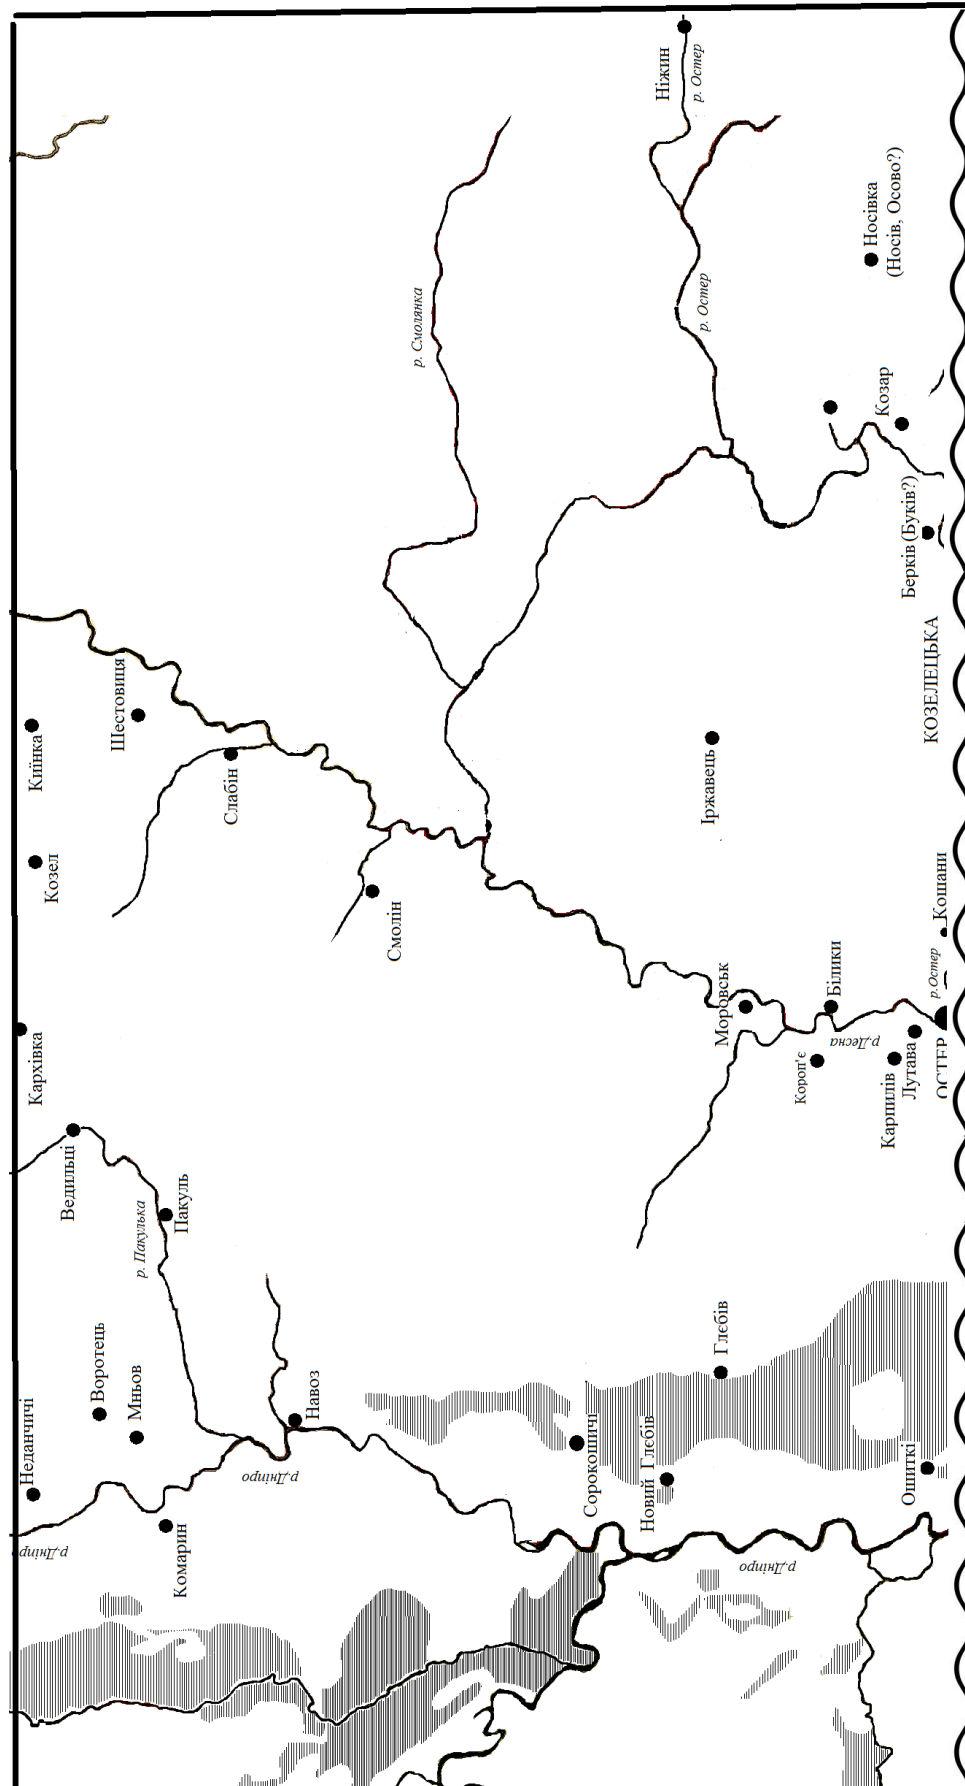 Неданчичі
Воротець
Мньов
р.Дніпро
Комарин
р.Дніпро
Навоз
р. Пакулька
Пакуль
Ведильці
Кархівка
Козел
Киїнка
Шестовиця
Слабін
Смолін
р. Смолянка
Ніжин
р. Остер
р. Остер
Носівка
(Носів, Осово?)
Козар
Берків (Буків?)
КОЗЕЛЕЦЬКА
Іржавець
Кошани
р.Остер
Моровськ
Білики
р.Десна
Короп'є
Карпилів
Лутава
ОСТЕР
Глєбів
Сорокошичі
Новий Глєбів
Ошиткі
р.Дніпро